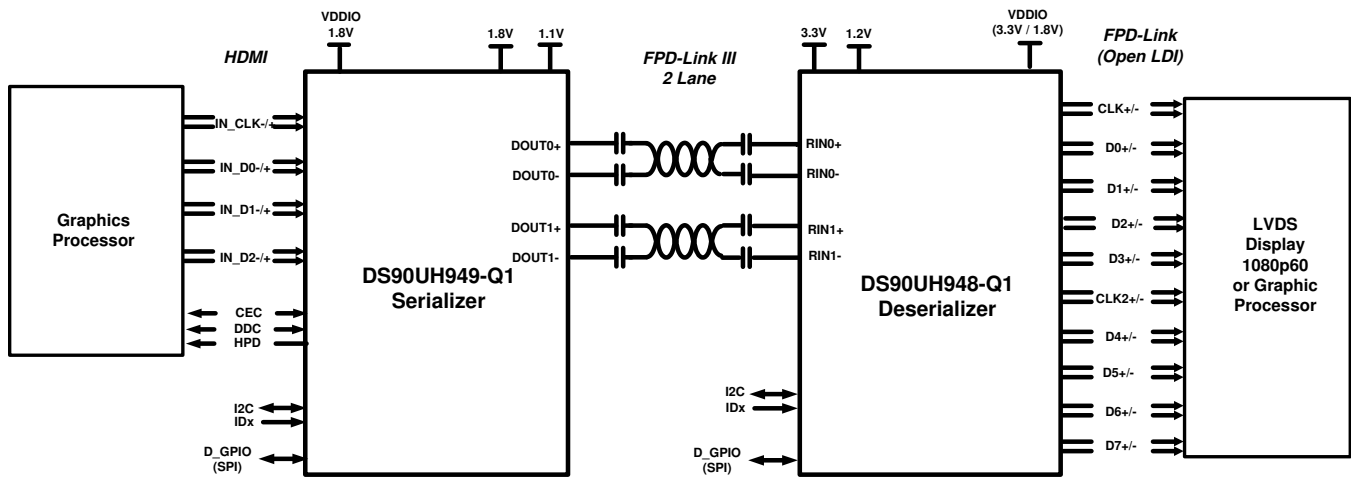 HDMI
VDDIO
1.8V
1.8V
1.1V
FPD-Link III
2 Lane
3.3V
1.2V
VDDIO
(3.3V / 1.8V)
FPD-Link
(Open LDI)
Graphics
Processor
IN_CLK-/+
IN_D0-/+
IN_D1-/+
IN_D2-/+
CEC
DDC
HPD
I2C
IDx
D_GPIO
(SPI)
DS90UH949-Q1
Serializer
DOUT0+
DOUT0-
DOUT1+
DOUT1-
RIN0+
RIN0-
RIN1+
RIN1-
DS90UH948-Q1
Deserializer
I2C
IDx
D_GPIO
(SPI)
CLK+/-
D0+/-
D1+/-
D2+/-
D3+/-
CLK2+/-
D4+/-
D5+/-
D6+/-
D7+/-
LVDS
Display
1080p60
or Graphic
Processor